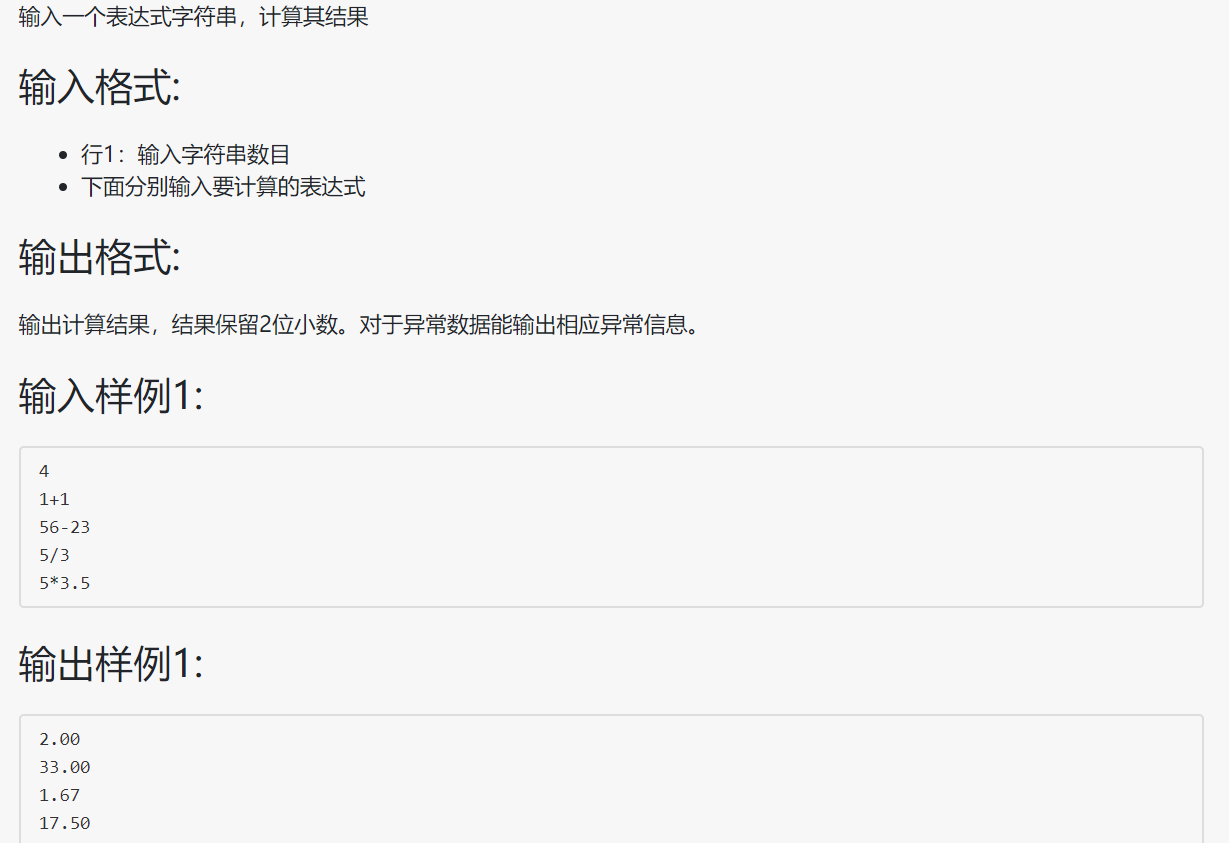 输入一个表达式字符串，计算其结果
输入格式:
行1：输入字符串数目
下面分别输入要计算的表达式
输出格式:
输出计算结果，结果保留2位小数。对于异常数据能输出相应异常信息。
输入样例1:
4
1+1
56-23
5/3
5*3.5
输出样例1:
2.00
33.00
1.67
17.50